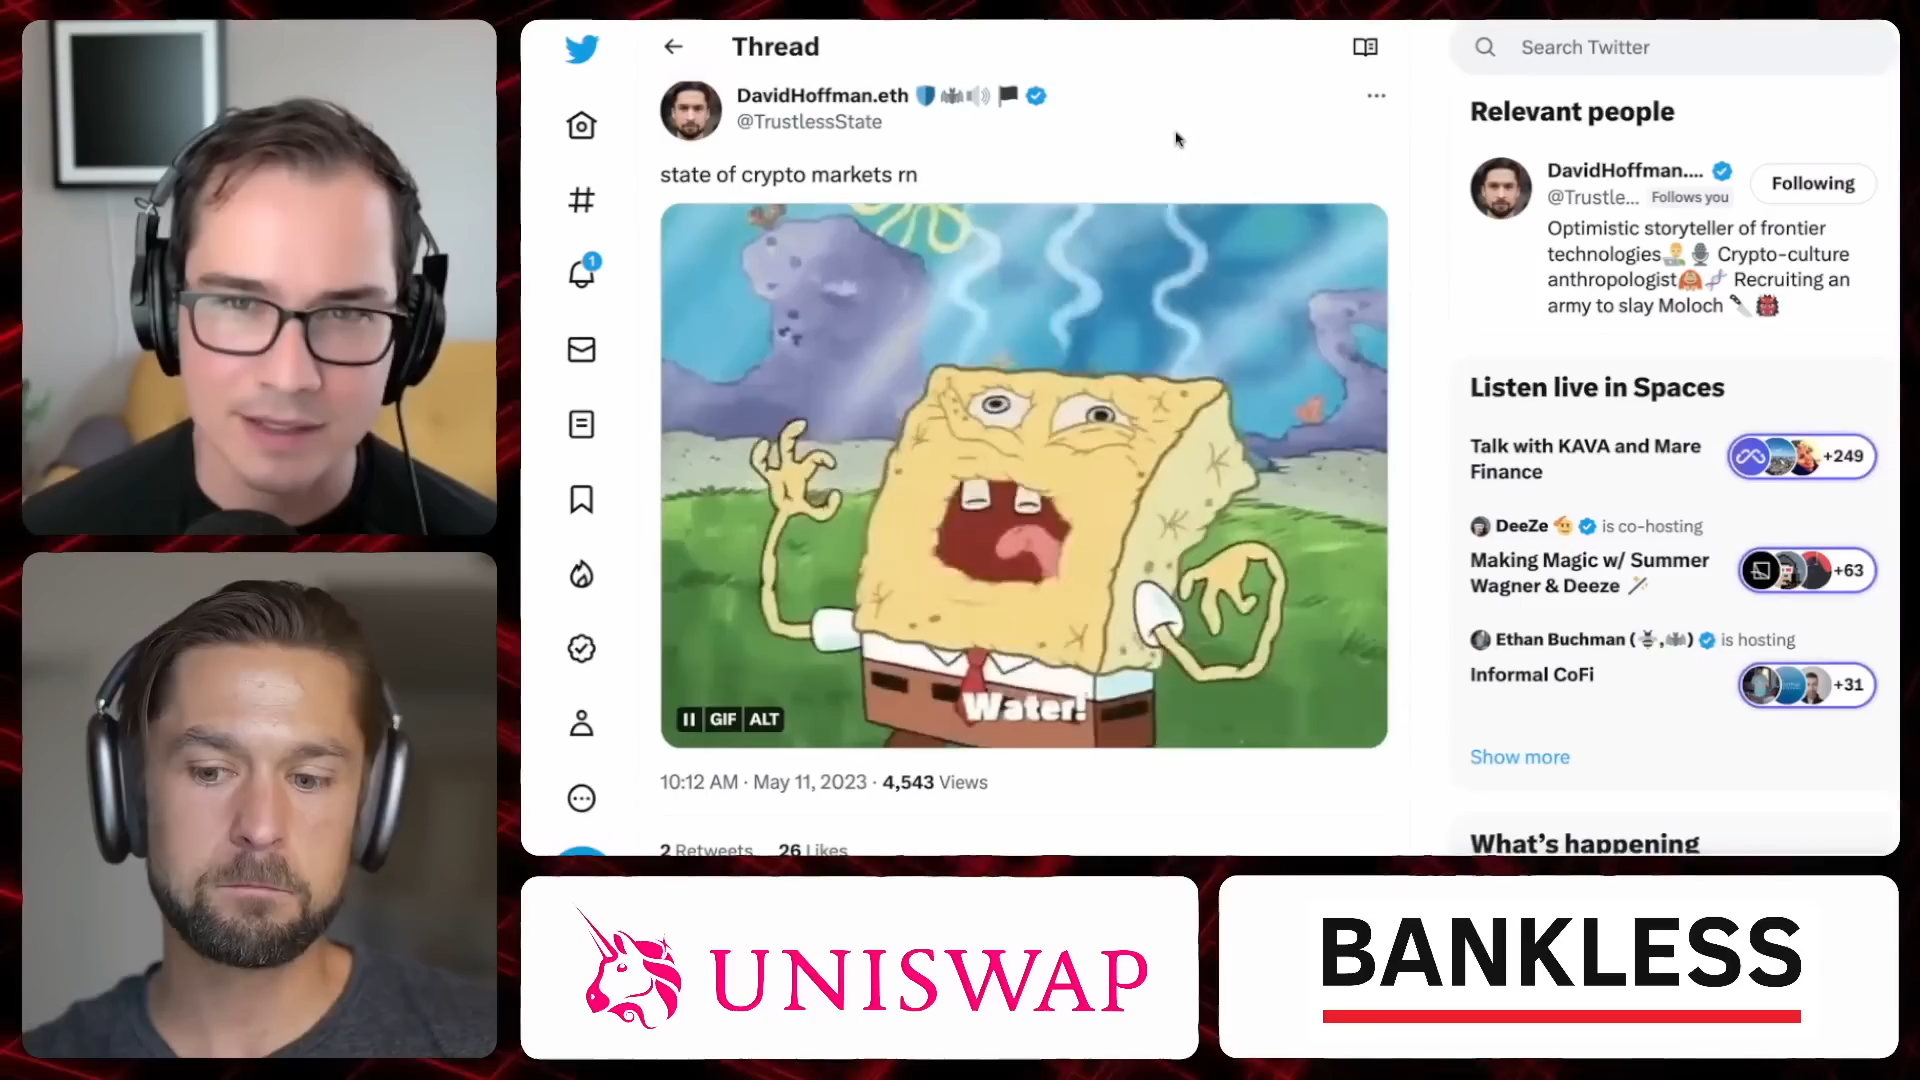 Thread
DavidHoffman.eth
@TrustlessState
state of crypto markets rn
Water!
GIF ALT
10:12 AM · May 11, 2023 · 4,543 Views
2 Retweets 26 Likes
1
Search Twitter
Relevant people
DavidHoffman....
@Trustle... Follows you
Following
Optimistic storyteller of frontier
technologies Crypto-culture
anthropologist Recruiting an
army to slay Moloch
Listen live in Spaces
Talk with KAVA and Mare
Finance
+249
DeeZe is co-hosting
Making Magic w/ Summer
Wagner & Deeze
+63
Ethan Buchman ( , ) is hosting
Informal CoFi
+31
Show more
What's happening
UNISWAP
BANKLESS